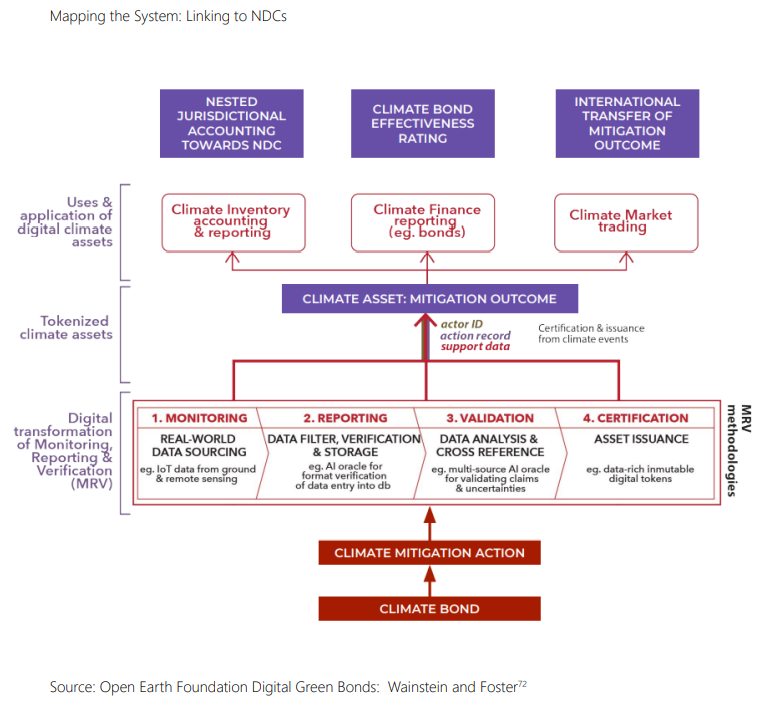 Mapping the System: Linking to NDCs
NESTED
JURISDICTIONAL
ACCOUNTING
TOWARDS NDC
CLIMATE BOND
EFFECTIVENESS
RATING
INTERNATIONAL
TRANSFER OF
MITIGATION
OUTCOME
Uses &
application of
digital climate
assets
Climate Inventory
accounting
& reporting
Climate Finance
reporting
(eg. bonds)
Climate Market
trading
Tokenized
climate assets
CLIMATE ASSET: MITIGATION OUTCOME
actor ID
action record
support data
Certification & issuance
from climate events
Digital
transformation
of Monitoring,
Reporting &
Verification
(MRV)
1. MONITORING
REAL-WORLD
DATA SOURCING
eg. IoT data from ground
& remote sensing
2. REPORTING
DATA FILTER, VERIFICATION
& STORAGE
eg. AI oracle for
format verification
of data entry into db
3. VALIDATION
DATA ANALYSIS &
CROSS REFERENCE
eg. multi-source AI oracle
for validating claims
& uncertainties
4. CERTIFICATION
ASSET ISSUANCE
eg. data-rich inmutable
digital tokens
MRV
methodologies
CLIMATE MITIGATION ACTION
CLIMATE BOND
Source: Open Earth Foundation Digital Green Bonds: Wainstein and Foster72